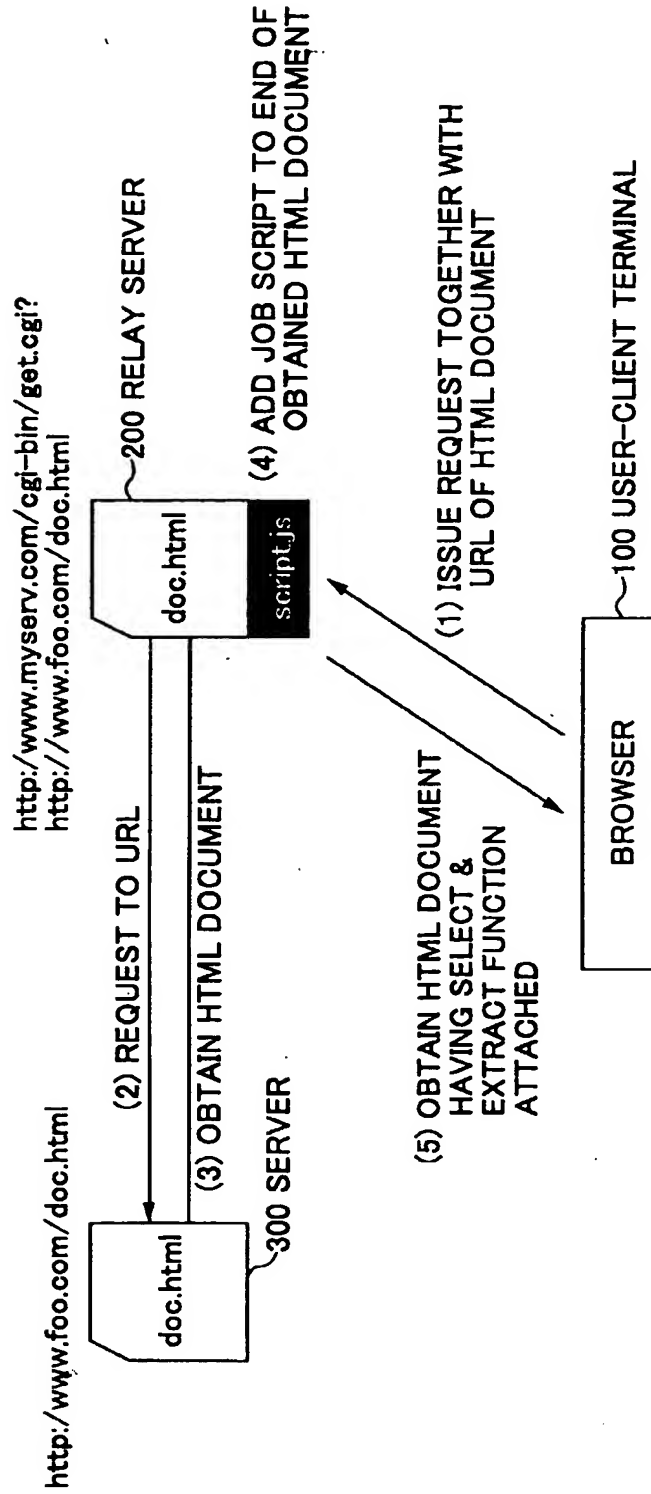 http:/www.foo.com/doc.html
doc.html
300 SERVER
(2) REQUEST TO URL
(3) OBTAIN HTML DOCUMENT
http:/www.myserv.com/cgi-bin/get.cgi?
http://www.foo.com/doc.html
doc.html
script.js
200 RELAY SERVER
(4) ADD JOB SCRIPT TO END OF
OBTAINED HTML DOCUMENT
(5) OBTAIN HTML DOCUMENT
HAVING SELECT &
EXTRACT FUNCTION
ATTACHED
(1) ISSUE REQUEST TOGETHER WITH
URL OF HTML DOCUMENT
BROWSER
100 USER-CLIENT TERMINAL